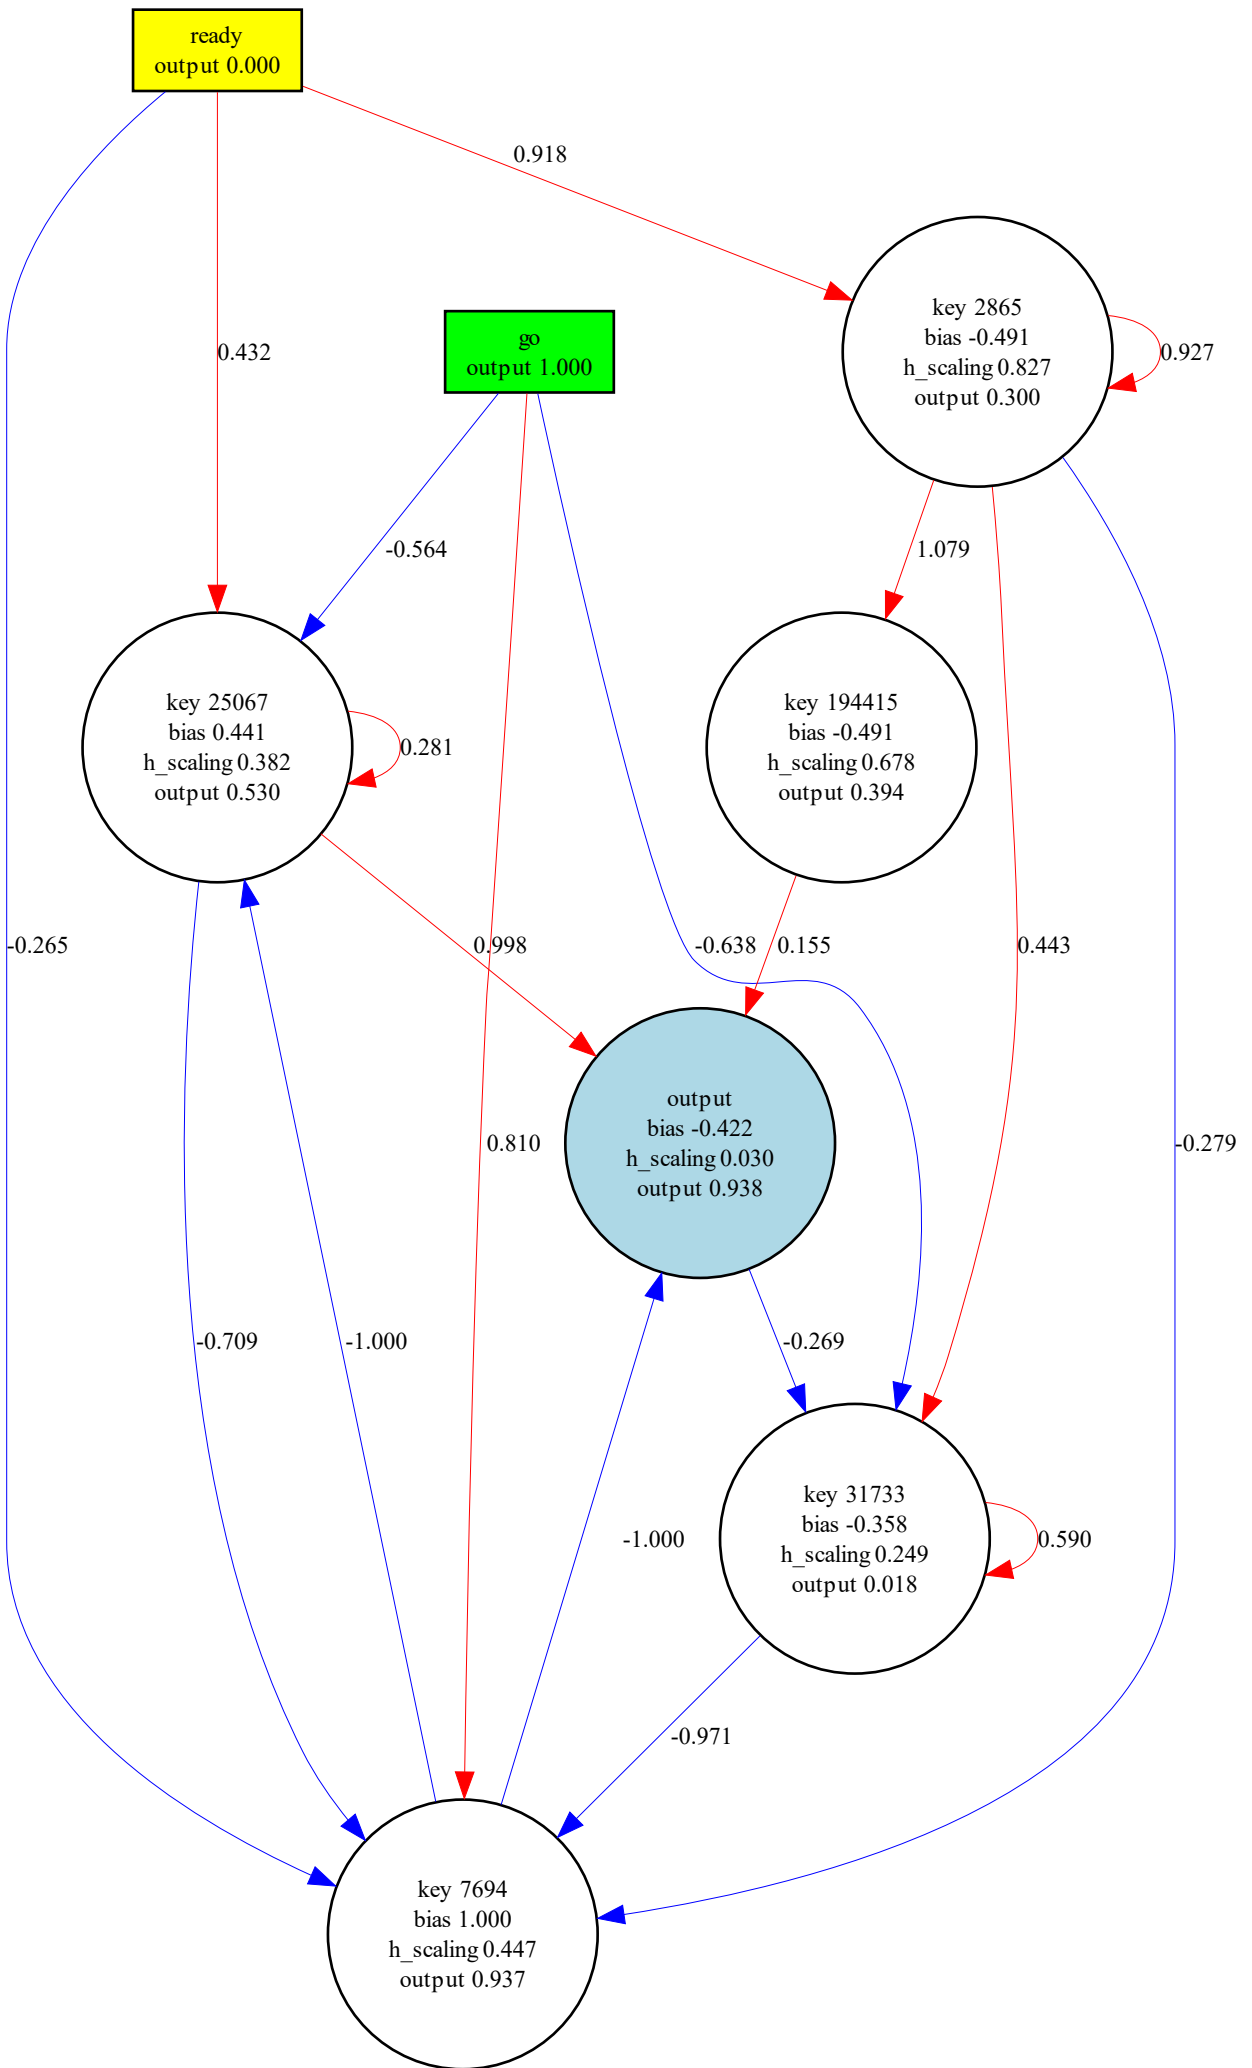 ready
output 0.000
0.918
key 2865
bias -0.491
h_scaling 0.827
output 0.300
0.927
go
output 1.000
0.432
-0.564
1.079
key 25067
bias 0.441
h_scaling 0.382
output 0.530
0.281
key 194415
bias -0.491
h_scaling 0.678
output 0.394
-0.265
0.998
-0.638
0.155
0.443
output
bias -0.422
h_scaling 0.030
output 0.938
0.810
-0.279
-0.709
-1.000
-0.269
key 31733
bias -0.358
h_scaling 0.249
output 0.018
-1.000
0.590
-0.971
key 7694
bias 1.000
h_scaling 0.447
output 0.937